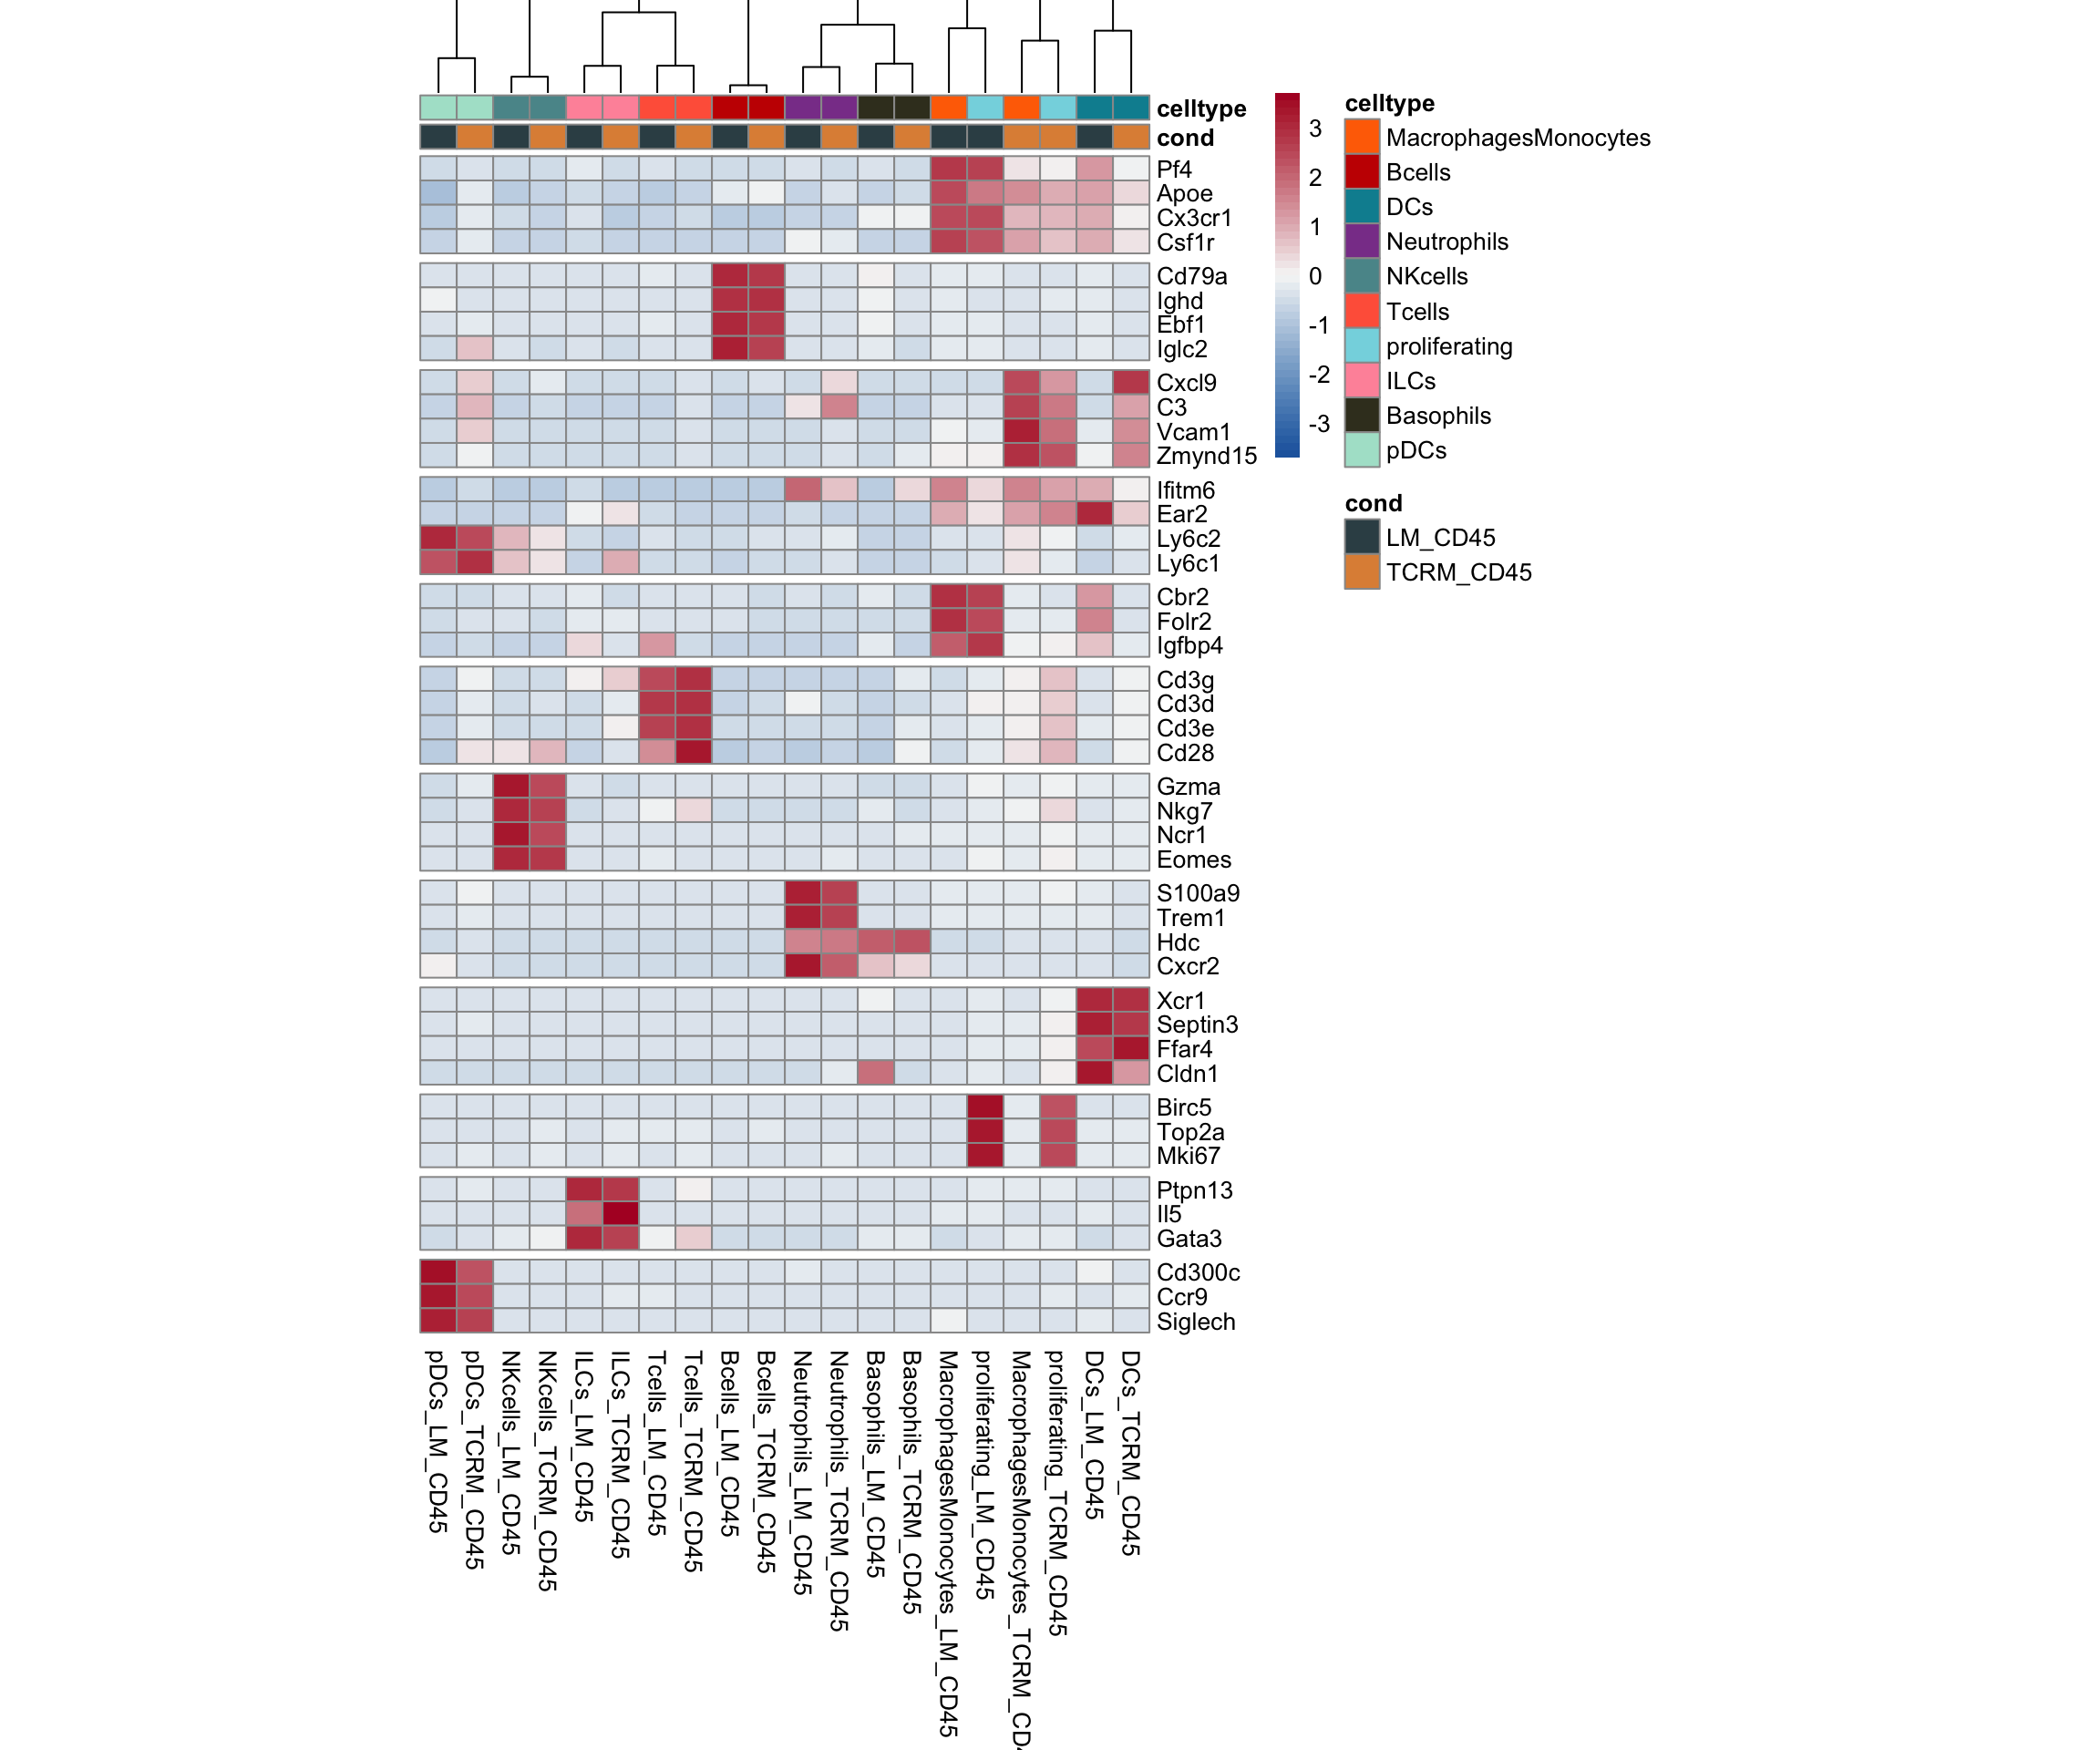 celltype
cond
Pf4
Apoe
Cx3cr1
Csf1r
Cd79a
Ighd
Ebf1
Iglc2
Cxcl9
C3
Vcam1
Zmynd15
Ifitm6
Ear2
Ly6c2
Ly6c1
Cbr2
Folr2
Igfbp4
Cd3g
Cd3d
Cd3e
Cd28
Gzma
Nkg7
Ncr1
Eomes
S100a9
Trem1
Hdc
Cxcr2
Xcr1
Septin3
Ffar4
Cldn1
Birc5
Top2a
Mki67
Ptpn13
Il5
Gata3
Cd300c
Ccr9
Siglech
pDCs_LM_CD45
pDCs_TCRM_CD45
NKcells_LM_CD45
NKcells_TCRM_CD45
ILCs_LM_CD45
ILCs_TCRM_CD45
Tcells_LM_CD45
Tcells_TCRM_CD45
Bcells_LM_CD45
Bcells_TCRM_CD45
Neutrophils_LM_CD45
Neutrophils_TCRM_CD45
Basophils_LM_CD45
Basophils_TCRM_CD45
MacrophagesMonocytes_LM_CD45
proliferating_LM_CD45
MacrophagesMonocytes_TCRM_CD
proliferating_TCRM_CD45
DCs_LM_CD45
DCs_TCRM_CD45
3
2
1
0
-1
-2
-3
celltype
MacrophagesMonocytes
Bcells
DCs
Neutrophils
NKcells
Tcells
proliferating
ILCs
Basophils
pDCs
cond
LM_CD45
TCRM_CD45